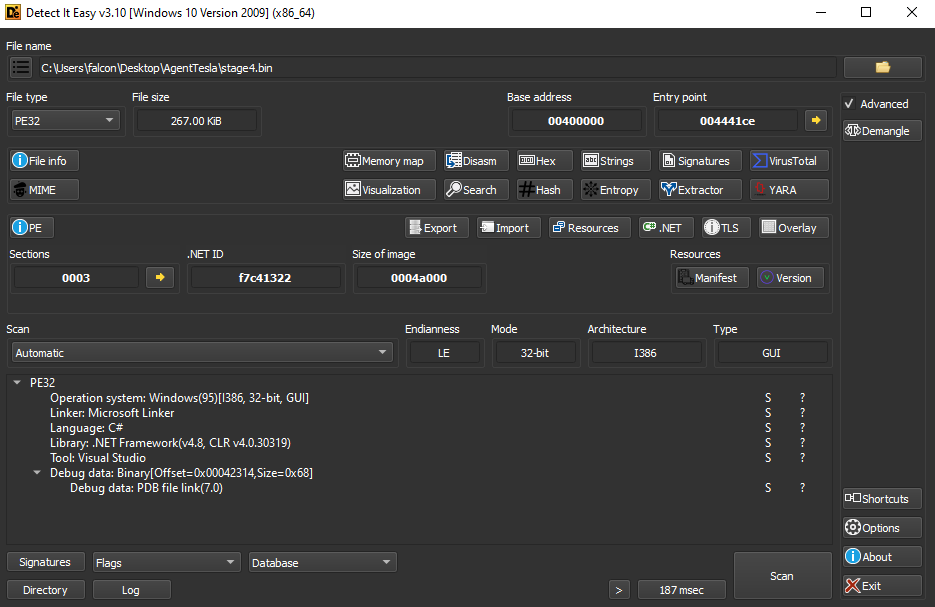 Detect It Easy v3.10 [Windows 10 Version 2009] (x86_64)
File name
C:\Users\falcon\Desktop\AgentTesla\stage4.bin
File type File size Base address Entry point
Advanced
PE32 267.00 KiB 00400000 004441ce
Demangle
File info Memory map Disasm Hex Strings Signatures VirusTotal
MIME Visualization Search Hash Entropy Extractor YARA
PE Export Import Resources .NET TLS Overlay
Sections .NET ID Size of image Resources
0003 f7c41322 0004a000 Manifest Version
Scan Endianness Mode Architecture Type
Automatic LE 32-bit I386 GUI
PE32
Operation system: Windows(95)[I386, 32-bit, GUI] S ?
Linker: Microsoft Linker S ?
Language: C# S ?
Library: .NET Framework(v4.8, CLR v4.0.30319) S ?
Tool: Visual Studio S ?
Debug data: Binary[Offset=0x00042314,Size=0x68]
Debug data: PDB file link(7.0) S ?
Shortcuts
Options
About
Exit
Signatures Flags Database
Directory Log > 187 msec Scan